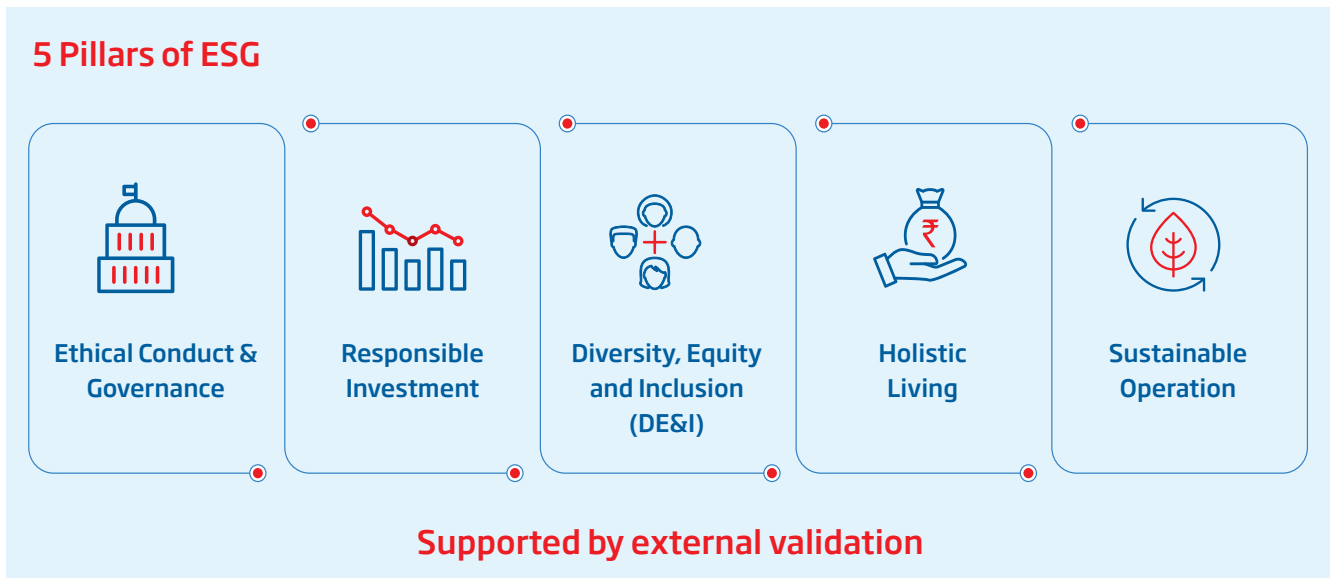 5 Pillars of ESG
₹
Ethical Conduct &
Governance
Responsible
Investment
Diversity, Equity
and Inclusion
(DE&I)
Holistic
Living
Sustainable
Operation
Supported by external validation